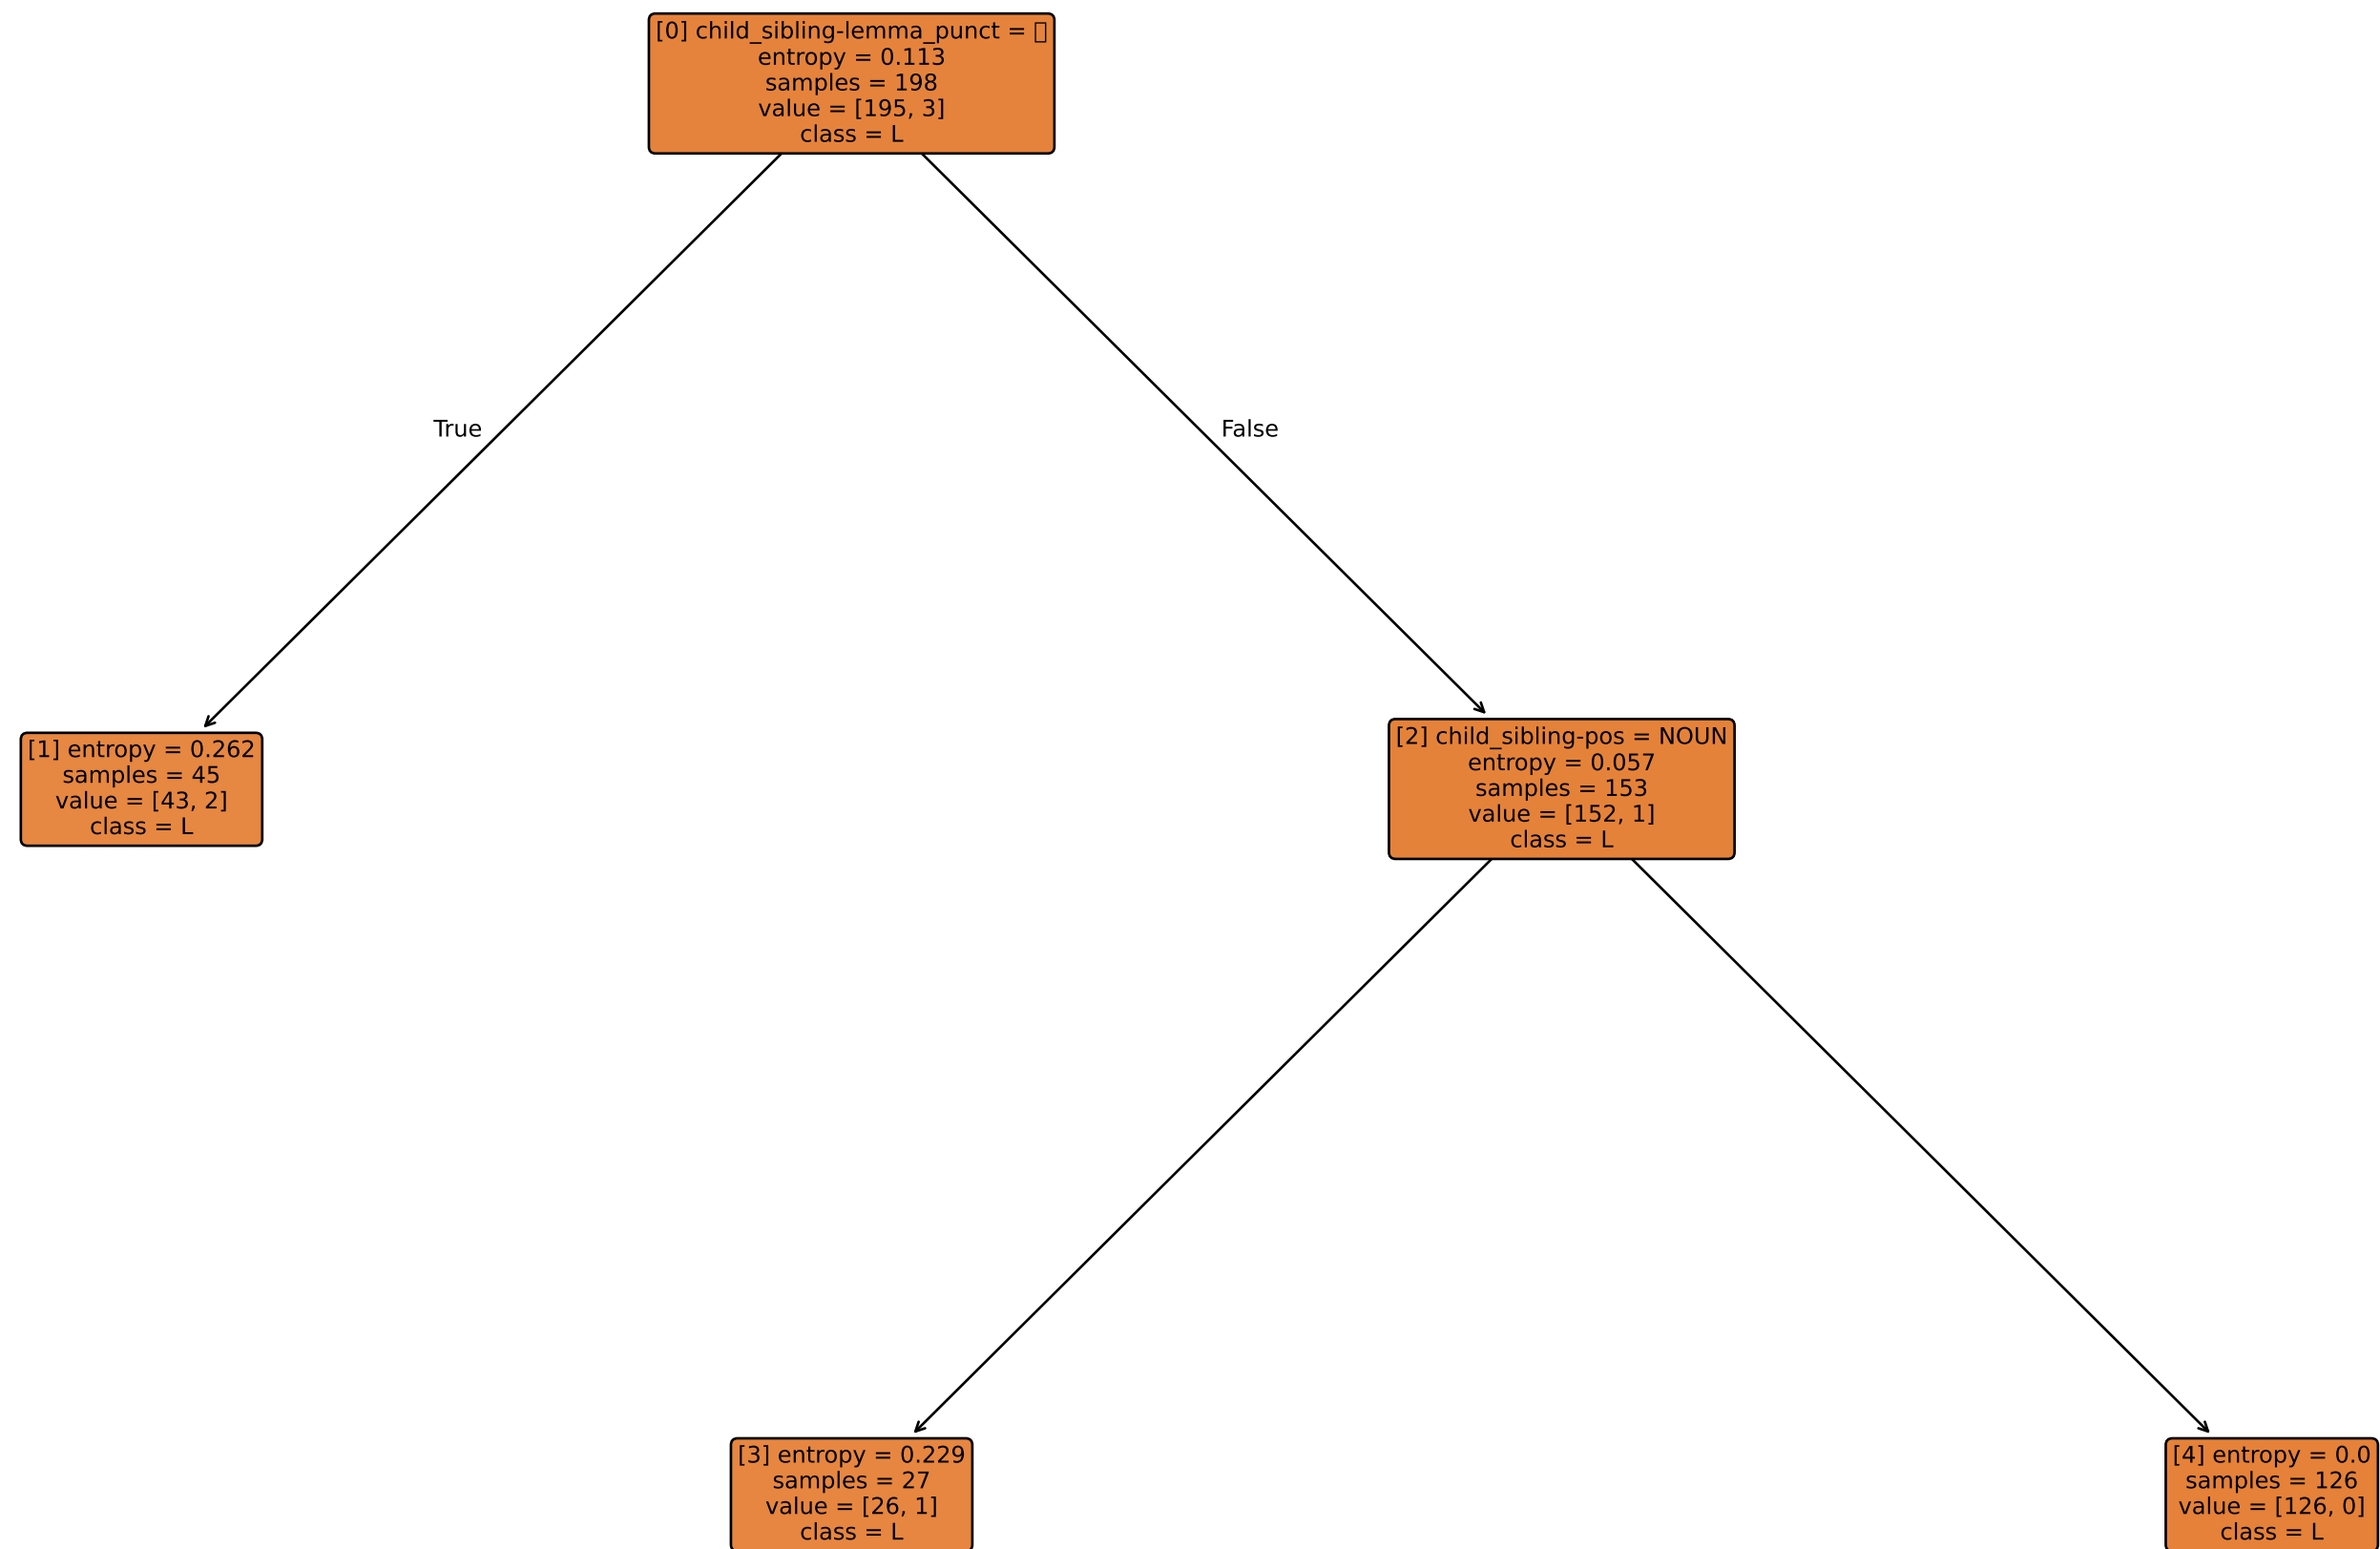 [0] child_sibling-lemma_punct =
entropy = 0.113
samples = 198
value = [195, 3]
class = L
True
False
[1] entropy = 0.262
samples = 45
value = [43, 2]
class = L
[2] child_sibling-pos = NOUN
entropy = 0.057
samples = 153
value = [152, 1]
class = L
[3] entropy = 0.229
samples = 27
value = [26, 1]
class = L
[4] entropy = 0.0
samples = 126
value = [126, 0]
class = L